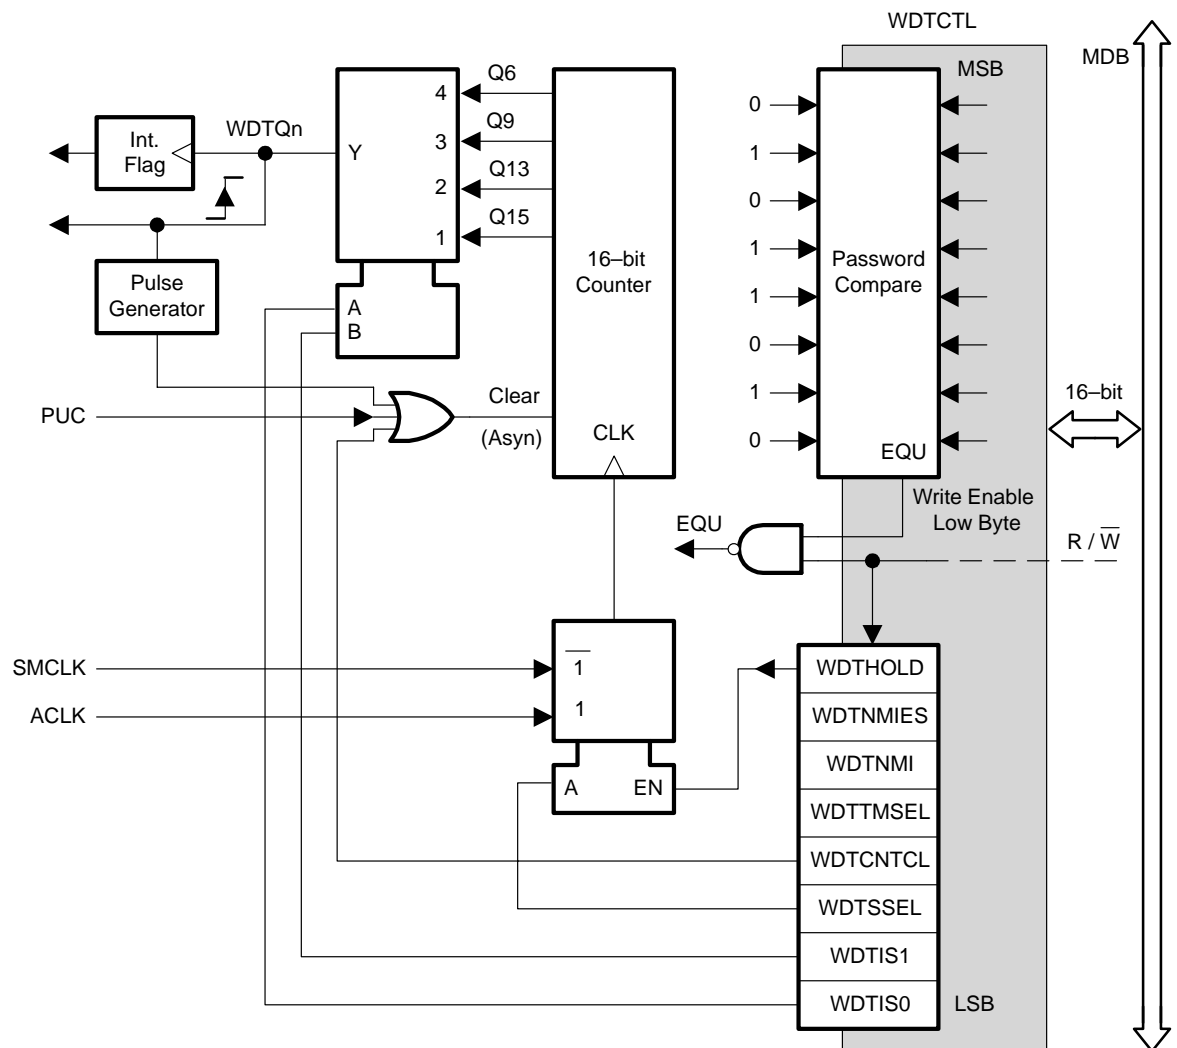 WDTCTL
MDB
MSB
Q6
4
Q9
3
Q13
2
Q15
1
Y
WDTQn
Int.
Flag
Pulse
Generator
A
B
16–bit
Counter
CLK
0
1
0
1
1
0
1
0
Password
Compare
EQU
16–bit
PUC
Clear
(Asyn)
Write Enable
Low Byte
EQU
R / W̅
SMCLK
ACLK
1̅
1
A
EN
WDTHOLD
WDTNMIES
WDTNMI
WDTTMSEL
WDTCNTCL
WDTSSEL
WDTIS1
WDTIS0
LSB